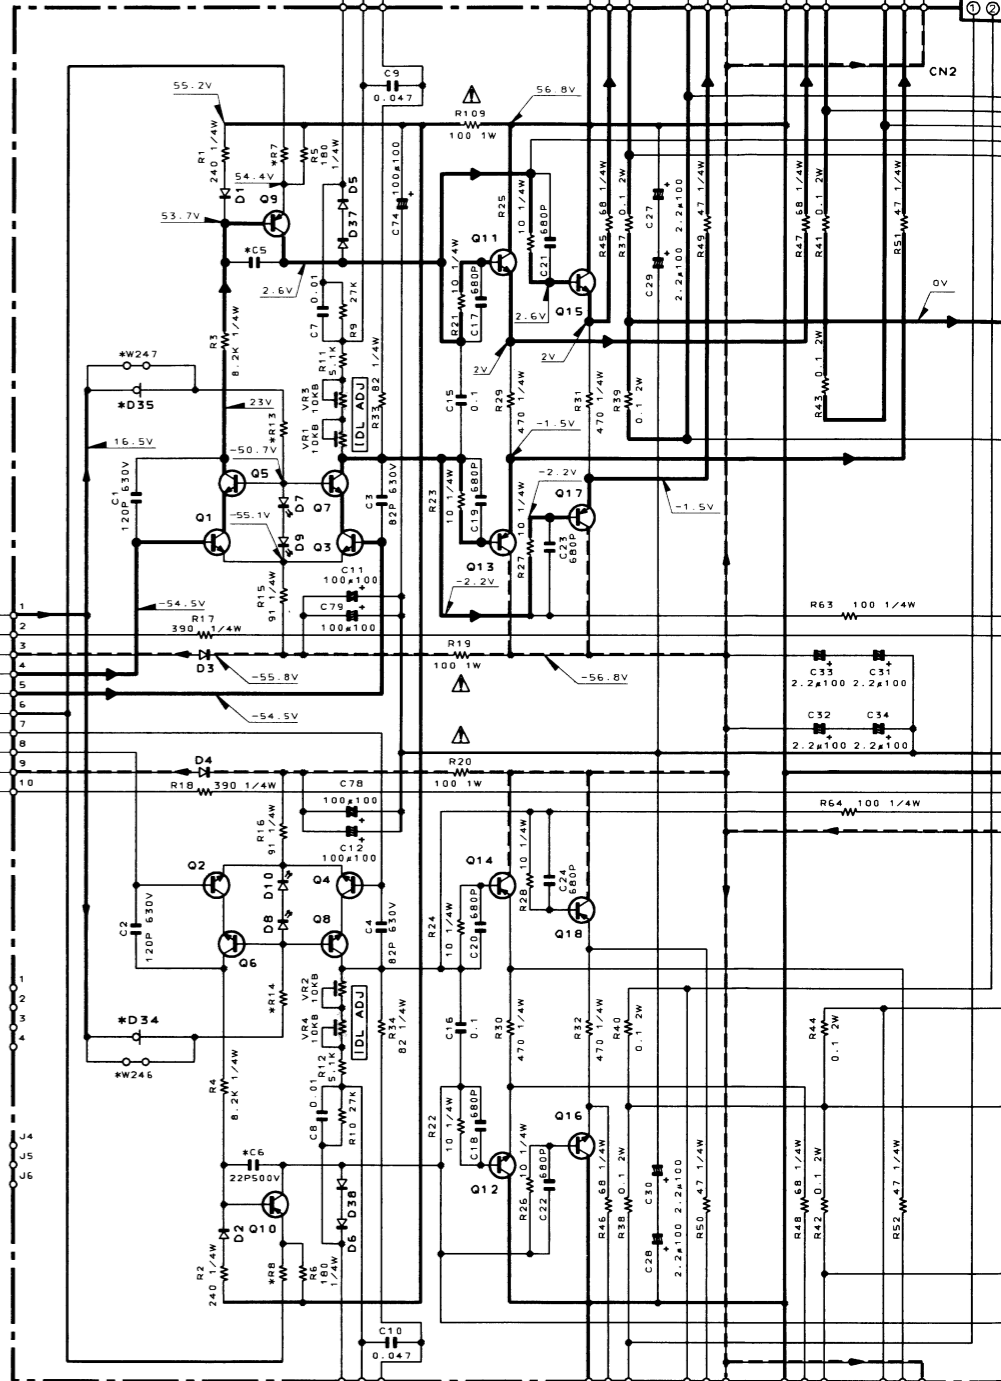 ① ②
CN2
C9
0.047
55.2V
R109
100 1W
56.8V
R1
240 1/4W
*R7
R5
180
1/4W
D1
54.4V
Q9
53.7V
*C5
2.6V
D5
D37
C74
100µ100
C7
0.01
R9
27K
R11
5.1K
VR3
10KB
VR1
10KB
IDL ADJ
R33
82 1/4W
R3
8.2K 1/4W
*W247
*D35
16.5V
23V
*R13
-50.7V
Q5
D7
Q7
-55.1V
Q1
D9
Q3
C1
120P 630V
C3
82P 630V
R15
91 1/4W
-54.5V
R17
390 1/4W
C11
100µ100
C79
100µ100
D3
-55.8V
-54.5V
R19
100 1W
-56.8V
Q11
R25
10 1/4W
C21
680P
R21
10 1/4W
C17
680P
2.6V
Q15
2V
2V
C15
0.1
R29
470 1/4W
R31
470 1/4W
-1.5V
R23
10 1/4W
C19
680P
Q13
-2.2V
-2.2V
R27
10 1/4W
Q17
C23
680P
-1.5V
R45
68 1/4W
R37
0.1 2W
C27
2.2µ100
C29
2.2µ100
R49
47 1/4W
R47
68 1/4W
R41
0.1 2W
R51
47 1/4W
0V
R39
0.1 2W
R43
0.1 2W
R63 100 1/4W
C33
2.2µ100
C31
2.2µ100
C32
2.2µ100
C34
2.2µ100
1
2
3
4
5
6
7
8
9
10
D4
R18 390 1/4W
R20
100 1W
C78
100µ100
C12
100µ100
R16
91 1/4W
Q2
D10
Q4
D8
Q8
Q6
C2
120P 630V
C4
82P 630V
*R14
VR2
10KB
VR4
10KB
IDL ADJ
R34
82 1/4W
R12
5.1K
*D34
*W246
R4
8.2K 1/4W
C8
0.01
R10
27K
*C6
22P500V
D2
Q10
D38
D6
R2
240 1/4W
*R8
R6
180
1/4W
C10
0.047
R64 100 1/4W
Q14
R28
10 1/4W
C24
680P
Q18
R24
10 1/4W
C20
680P
C16
0.1
R30
470 1/4W
R32
470 1/4W
R40
0.1 2W
R44
0.1 2W
R22
10 1/4W
C18
680P
Q16
Q12
R26
10 1/4W
C22
680P
R46
68 1/4W
R38
0.1 2W
C30
2.2µ100
C28
2.2µ100
R50
47 1/4W
R48
68 1/4W
R42
0.1 2W
R52
47 1/4W
1
2
3
4
J4
J5
J6